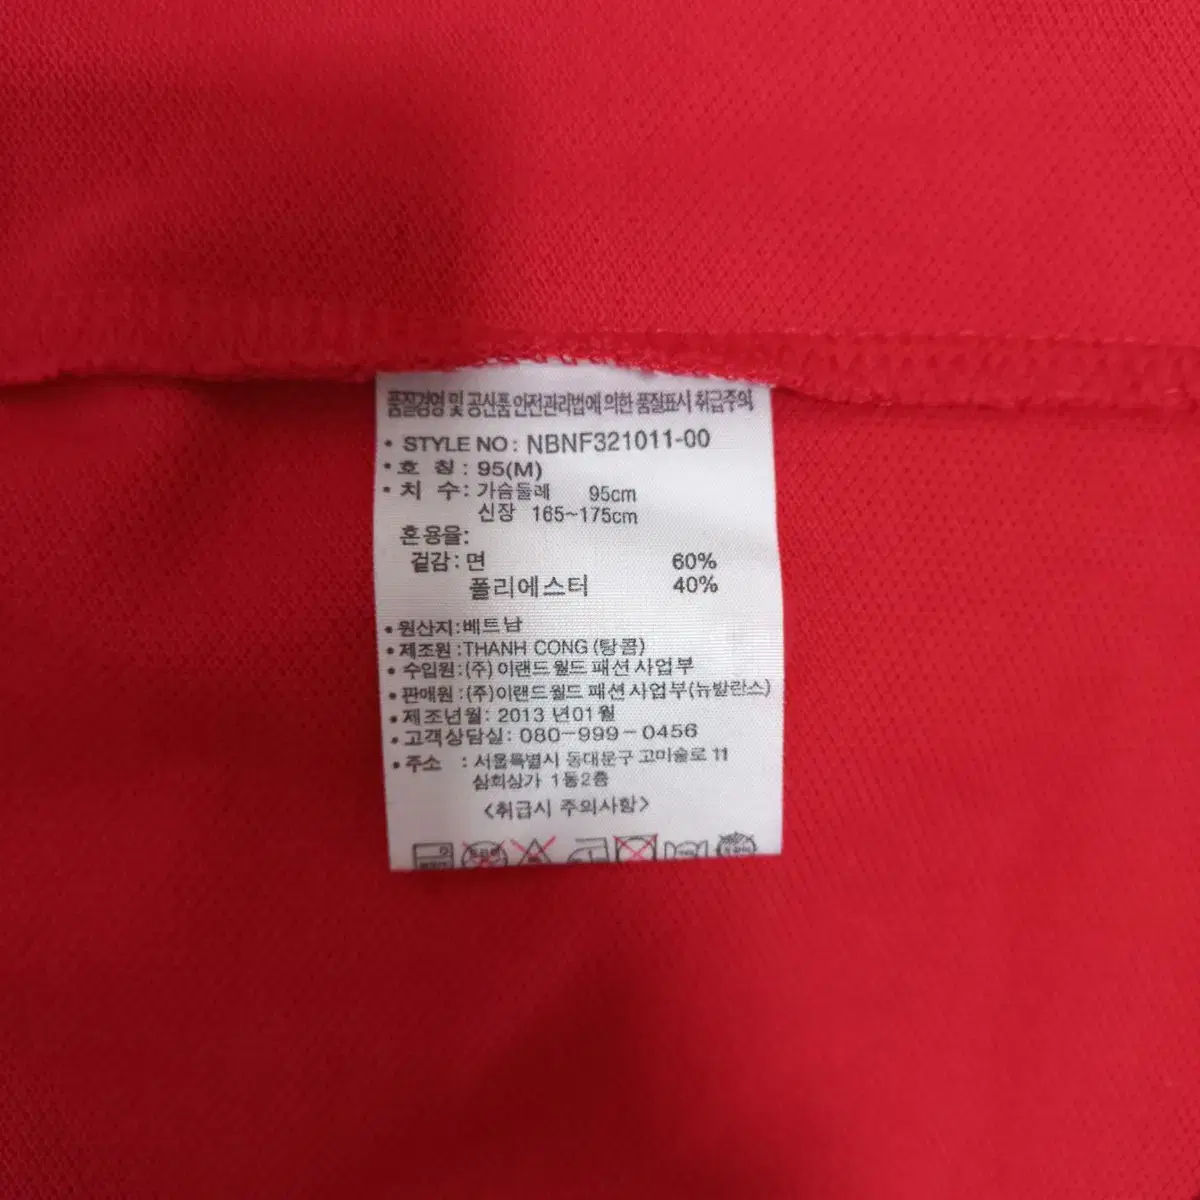 품질경영 및 공산품 안전관리법에 의한 품질표시 취급주의
• STYLE NO : NBNF321011-00
• 호 칭 : 95(M)
• 치 수 : 가슴둘레 95cm
신장 165~175cm
혼용율:
겉감 : 면 60%
폴리에스터 40%
• 원산지 : 베트남
• 제조원 : THANH CONG (탕콤)
• 수입원 : (주) 이랜드월드 패션 사업부
• 판매원 : (주)이랜드월드 패션사업부(뉴발란스)
• 제조년월: 2013 년01월
• 고객상담실: 080-999-0456
• 주소 : 서울특별시 동대문구 고미술로 11
삼희상가 1동2층
<취급시 주의사항>